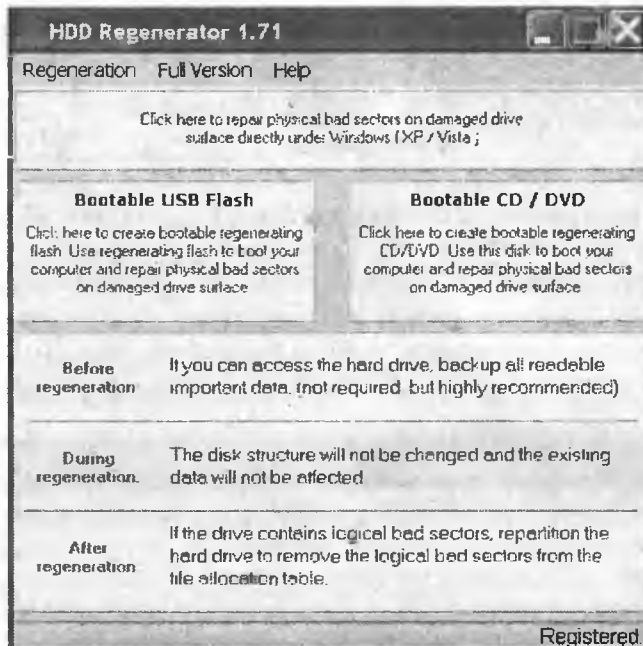 HDD Regenerator 1.71
Regeneration Full Version Help
Click here to repair physical bad sectors on damaged drive
surface directly under Windows (XP / Vista ;
Bootable USB Flash
Click here to create bootable regenerating
flash. Use regenerating flash to boot your
computer and repair physical bad sectors
on damaged drive surface
Bootable CD / DVD
Click here to create bootable regenerating
CD/DVD. Use this disk to boot your
computer and repair physical bad sectors
on damaged drive surface
Before
regeneration
If you can access the hard drive, backup all readable
important data. (not required, but highly recommended)
During
regeneration.
The disk structure will not be changed and the existing
data will not be affected
After
regeneration
If the drive contains logical bad sectors, repartition the
hard drive to remove the logical bad sectors from the
file allocation table.
Registered.